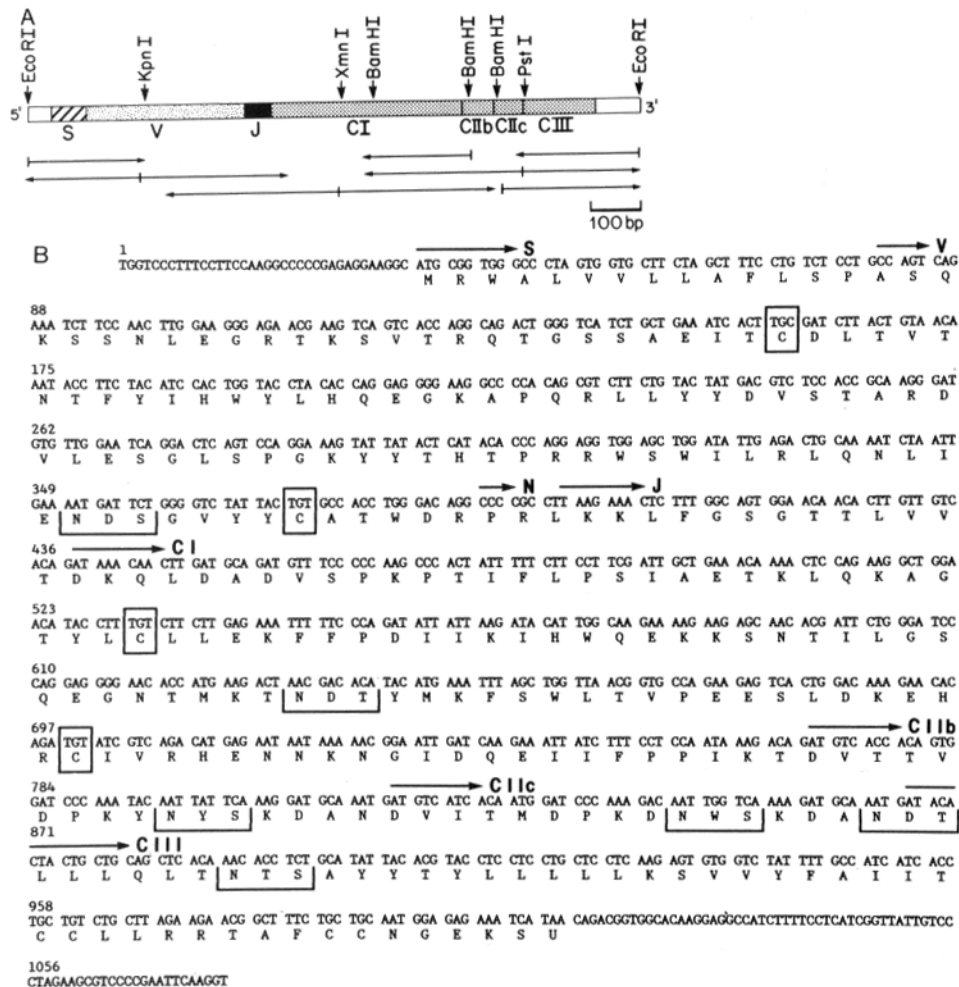 A
Eco RI
Kpn I
Xmn I
Bam HI
Bam HI
Bam HI
Pst I
Eco RI
5' 3'
S V J CI CIIb CIIc CIII
100 bp
B
1 S V
TGGTCCCTTTCCTTCCAAGGCCCCCGAGAGGAAGGC ATG CGG TGG GCC CTA GTG GTG CTT CTA GCT TTC CTG TCT CCT GCC AGT CAG
M R W A L V V L L A F L S P A S Q
88
AAA TCT TCC AAC TTG GAA GGG AGA ACG AAG TCA GTC ACC AGG CAG ACT GGG TCA TCT GCT GAA ATC ACT TGC GAT CTT ACT GTA ACA
K S S N L E G R T K S V T R Q T G S S A E I T C D L T V T
175
AAT ACC TTC TAC ATC CAC TGG TAC CTA CAC CAG GAG GGG AAG GCC CCA CAG CGT CTT CTG TAC TAT GAC GTC TCC ACC GCA AGG GAT
N T F Y I H W Y L H Q E G K A P Q R L L Y Y D V S T A R D
262
GTG TTG GAA TCA GGA CTC AGT CCA GGA AAG TAT TAT ACT CAT ACA CCC AGG AGG TGG AGC TGG ATA TTG AGA CTG CAA AAT CTA ATT
V L E S G L S P G K Y Y T H T P R R W S W I L R L Q N L I
349 N J
GAA AAT GAT TCT GGG GTC TAT TAC TGT GCC ACC TGG GAC AGG CCC CGC CTT AAG AAA CTC TTT GGC AGT GGA ACA ACA CTT GTT GTC
E N D S G V Y Y C A T W D R P R L K K L F G S G T T L V V
436 CI
ACA GAT AAA CAA CTT GAT GCA GAT GTT TCC CCC AAG CCC ACT ATT TTT CTT CCT TCG ATT GCT GAA ACA AAA CTC CAG AAG GCT GGA
T D K Q L D A D V S P K P T I F L P S I A E T K L Q K A G
523
ACA TAC CTT TGT CTT CTT GAG AAA TTT TTC CCA GAT ATT ATT AAG ATA CAT TGG CAA GAA AAG AAG AGC AAC ACG ATT CTG GGA TCC
T Y L C L L E K F F P D I I K I H W Q E K K S N T I L G S
610
CAG GAG GGG AAC ACC ATG AAG ACT AAC GAC ACA TAC ATG AAA TTT AGC TGG TTA ACG GTG CCA GAA GAG TCA CTG GAC AAA GAA CAC
Q E G N T M K T N D T Y M K F S W L T V P E E S L D K E H
697 CIIb
AGA TGT ATC GTC AGA CAT GAG AAT AAT AAA AAC GGA ATT GAT CAA GAA ATT ATC TTT CCT CCA ATA AAG ACA GAT GTC ACC ACA GTG
R C I V R H E N N K N G I D Q E I I F P P I K T D V T T V
784 CIIc
GAT CCC AAA TAC AAT TAT TCA AAG GAT GCA AAT GAT GTC ATC ACA ATG GAT CCC AAA GAC AAT TGG TCA AAA GAT GCA AAT GAT ACA
D P K Y N Y S K D A N D V I T M D P K D N W S K D A N D T
871 CIII
CTA CTG CTG CAG CTC ACA AAC ACC TCT GCA TAT TAC ACG TAC CTC CTC CTG CTC CTC AAG AGT GTG GTC TAT TTT GCC ATC ATC ACC
L L L Q L T N T S A Y Y T Y L L L L L K S V V Y F A I I T
958
TGC TGT CTG CTT AGA AGA ACG GCT TTC TGC TGC AAT GGA GAG AAA TCA TAA CAGACGGTGGCACAAGGAGGCCATCTTTTCCTCATCGGTTATTGTCC
C C L L R R T A F C C N G E K S U
1056
CTAGAAGCGTCCCCGAATTCAAGGT